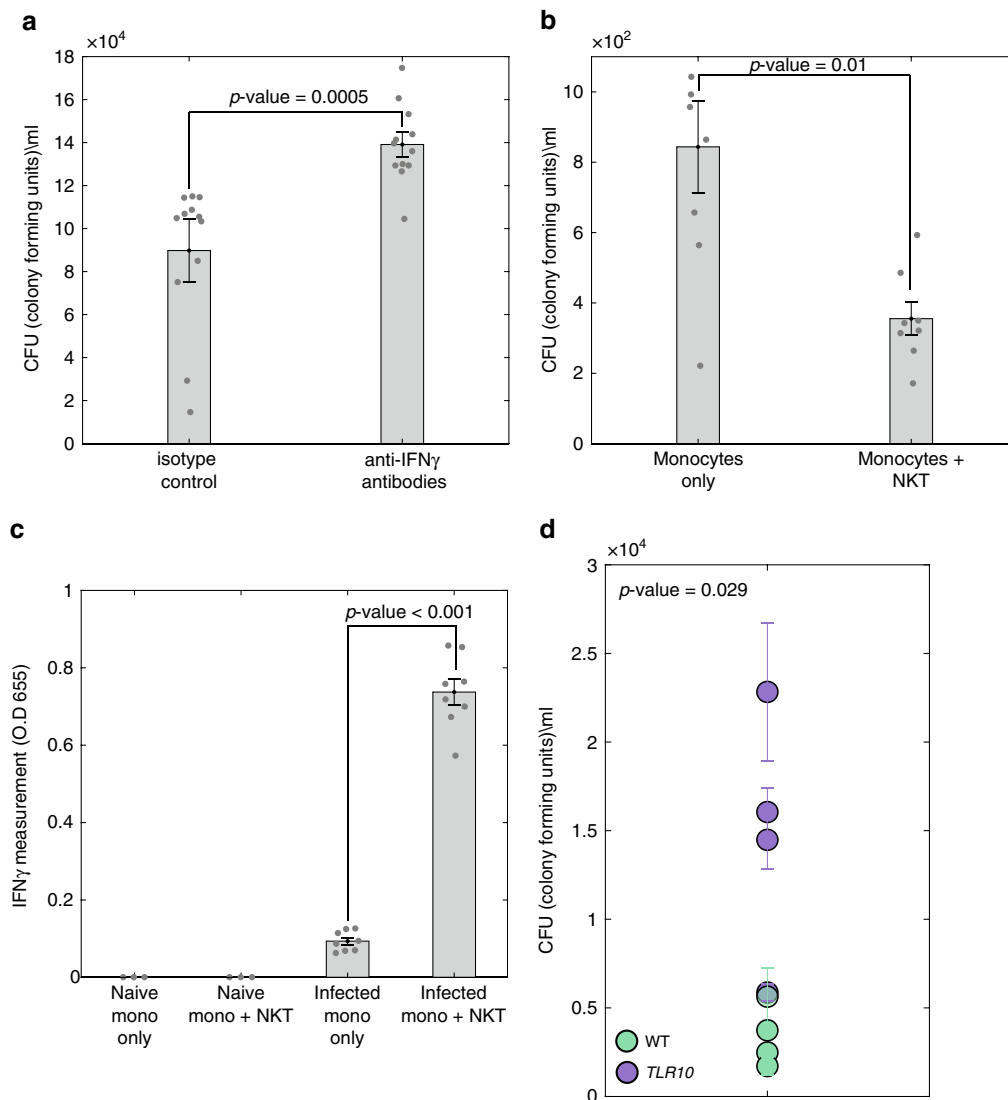 a
×10⁴
CFU (colony forming units)\ml
18
16
14
12
10
8
6
4
2
0
p-value = 0.0005
isotype
control
anti-IFNγ
antibodies
b
×10²
CFU (colony forming units)\ml
10
8
6
4
2
0
p-value = 0.01
Monocytes
only
Monocytes +
NKT
c
IFNγ measurement (O.D 655)
1
0.8
0.6
0.4
0.2
0
p-value < 0.001
Naive
mono
only
Naive
mono + NKT
Infected
mono
only
Infected
mono + NKT
d
×10⁴
CFU (colony forming units)\ml
3
2.5
2
1.5
1
0.5
0
p-value = 0.029
WT
TLR10